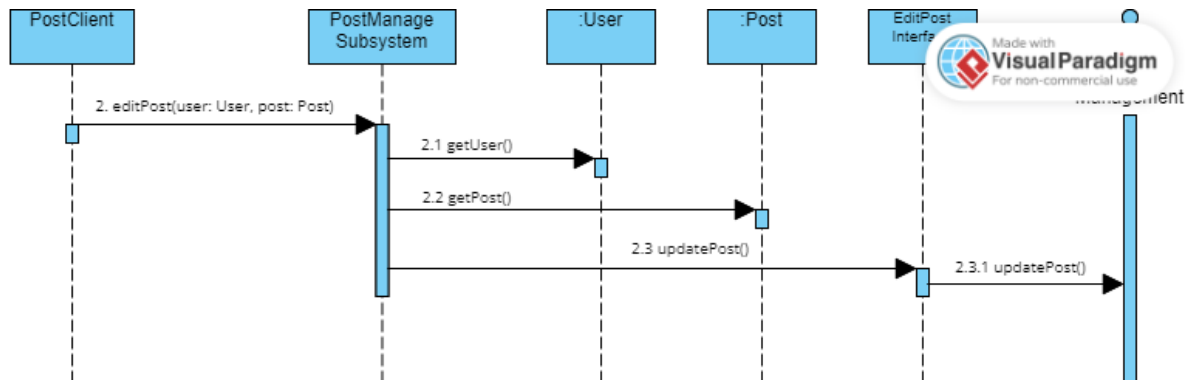 PostClient
PostManage
Subsystem
:User
:Post
EditPost
Made with
Visual Paradigm
For non-commercial use
Management
2. editPost(user: User, post: Post)
2.1 getUser()
2.2 getPost()
2.3 updatePost()
2.3.1 updatePost()